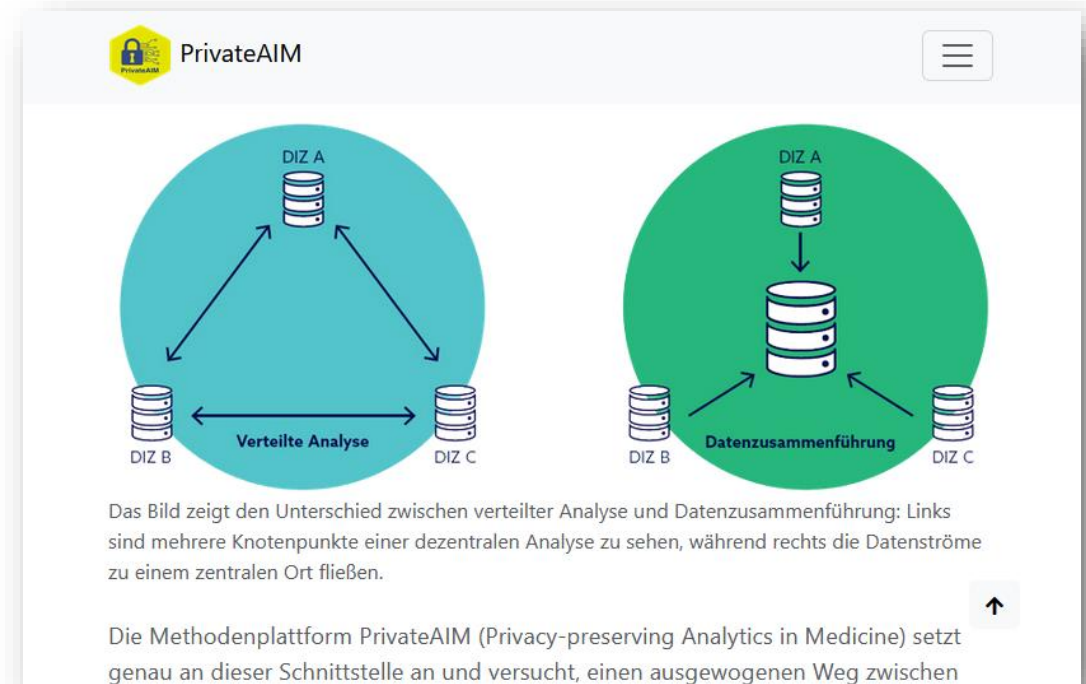 PrivateAIM
PrivateAIM
DIZ A
DIZ B
Verteilte Analyse
DIZ C
DIZ A
DIZ B
Datenzusammenführung
DIZ C
Das Bild zeigt den Unterschied zwischen verteilter Analyse und Datenzusammenführung: Links
sind mehrere Knotenpunkte einer dezentralen Analyse zu sehen, während rechts die Datenströme
zu einem zentralen Ort fließen.
Die Methodenplattform PrivateAIM (Privacy-preserving Analytics in Medicine) setzt
genau an dieser Schnittstelle an und versucht, einen ausgewogenen Weg zwischen